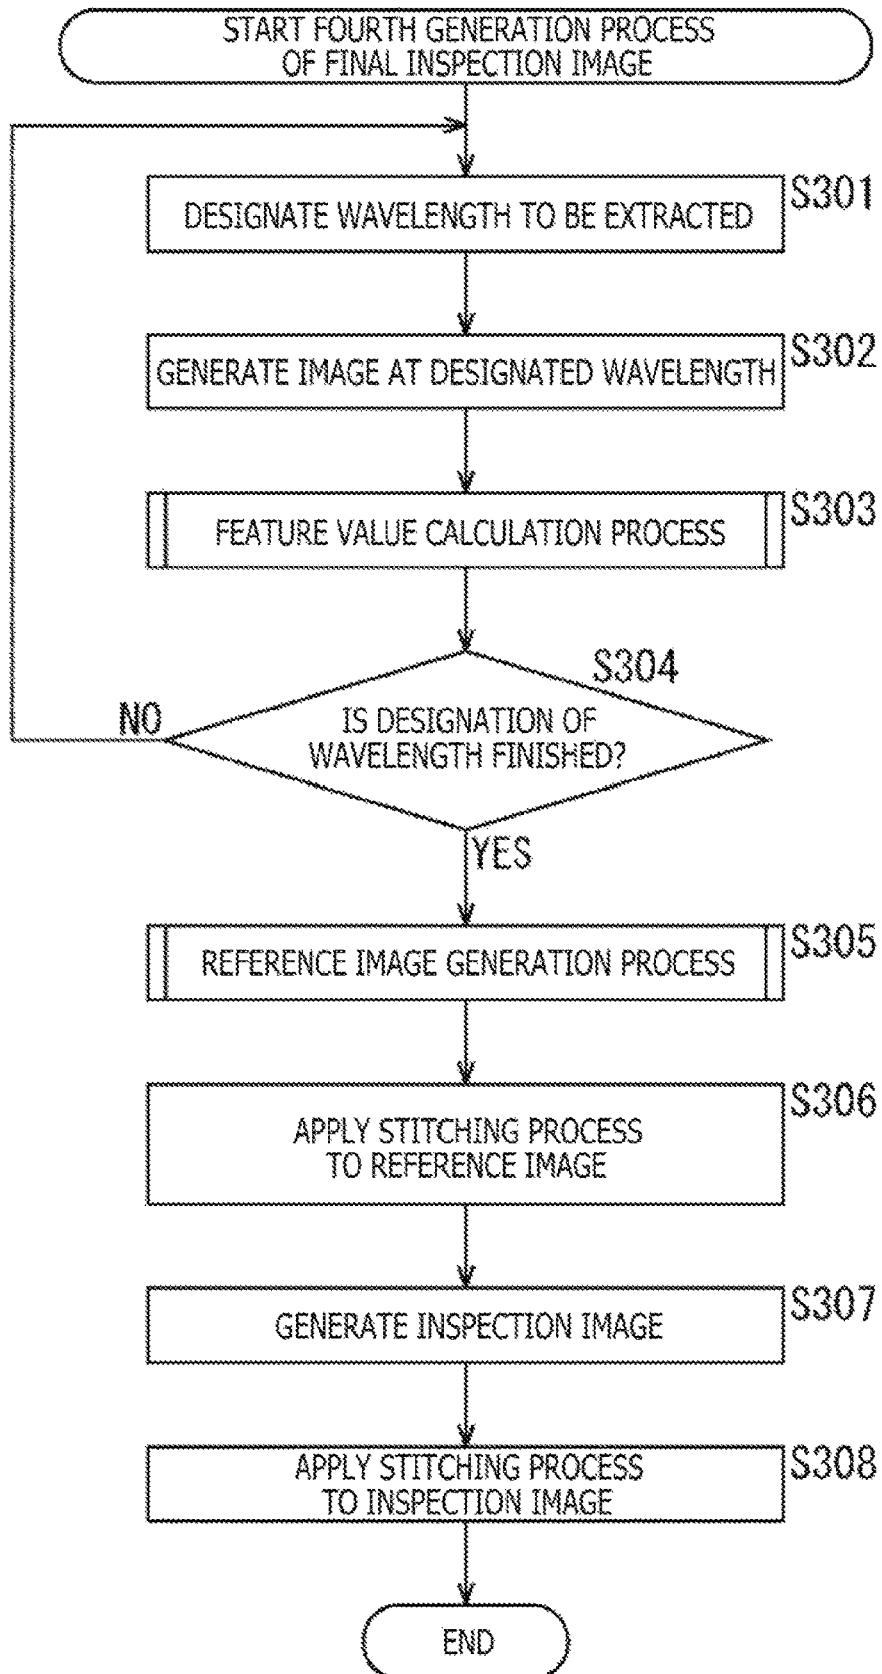 START FOURTH GENERATION PROCESS
OF FINAL INSPECTION IMAGE
S301
DESIGNATE WAVELENGTH TO BE EXTRACTED
S302
GENERATE IMAGE AT DESIGNATED WAVELENGTH
S303
FEATURE VALUE CALCULATION PROCESS
S304
NO
IS DESIGNATION OF
WAVELENGTH FINISHED?
YES
S305
REFERENCE IMAGE GENERATION PROCESS
S306
APPLY STITCHING PROCESS
TO REFERENCE IMAGE
S307
GENERATE INSPECTION IMAGE
S308
APPLY STITCHING PROCESS
TO INSPECTION IMAGE
END